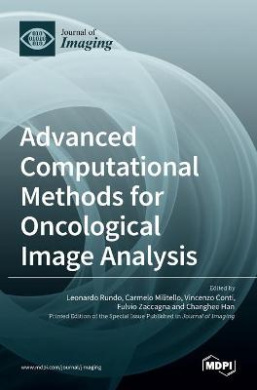 Journal of
Imaging
Advanced
Computational
Methods for
Oncological
Image Analysis
Edited by
Leonardo Rundo, Carmelo Militello, Vincenzo Conti,
Fulvio Zaccagna and Changhee Han
Printed Edition of the Special Issue Published in Journal of Imaging
www.mdpi.com/journal/jimaging
MDPI